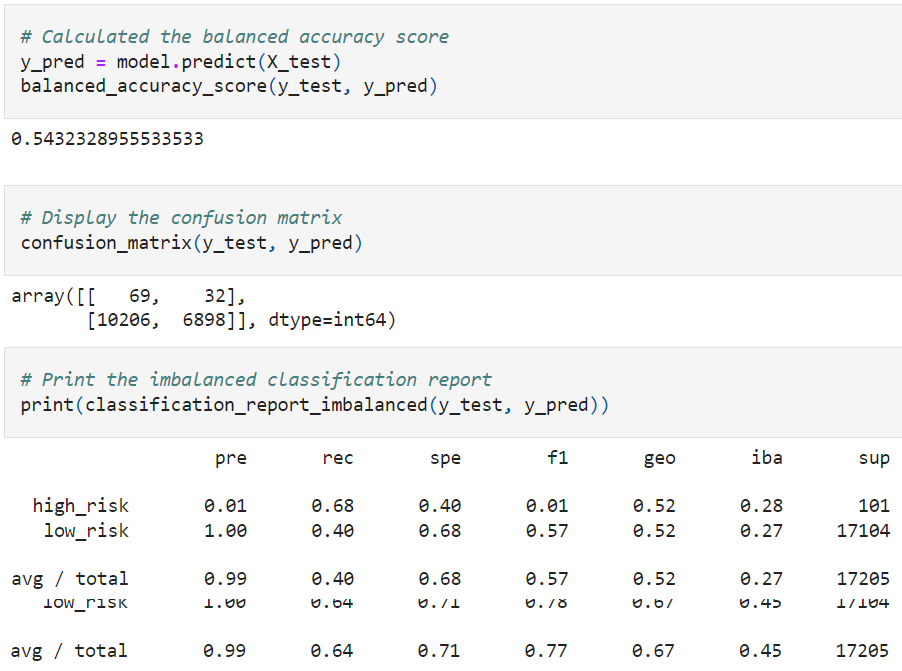 # Calculated the balanced accuracy score
y_pred = model.predict(X_test)
balanced_accuracy_score(y_test, y_pred)
0.5432328955533533
# Display the confusion matrix
confusion_matrix(y_test, y_pred)
array([[   69,    32],
       [10206,  6898]], dtype=int64)
# Print the imbalanced classification report
print(classification_report_imbalanced(y_test, y_pred))
pre rec spe f1 geo iba sup
high_risk 0.01 0.68 0.40 0.01 0.52 0.28 101
low_risk 1.00 0.40 0.68 0.57 0.52 0.27 17104
avg / total 0.99 0.40 0.68 0.57 0.52 0.27 17205
low_risk 1.00 0.64 0.71 0.78 0.67 0.45 17104
avg / total 0.99 0.64 0.71 0.77 0.67 0.45 17205